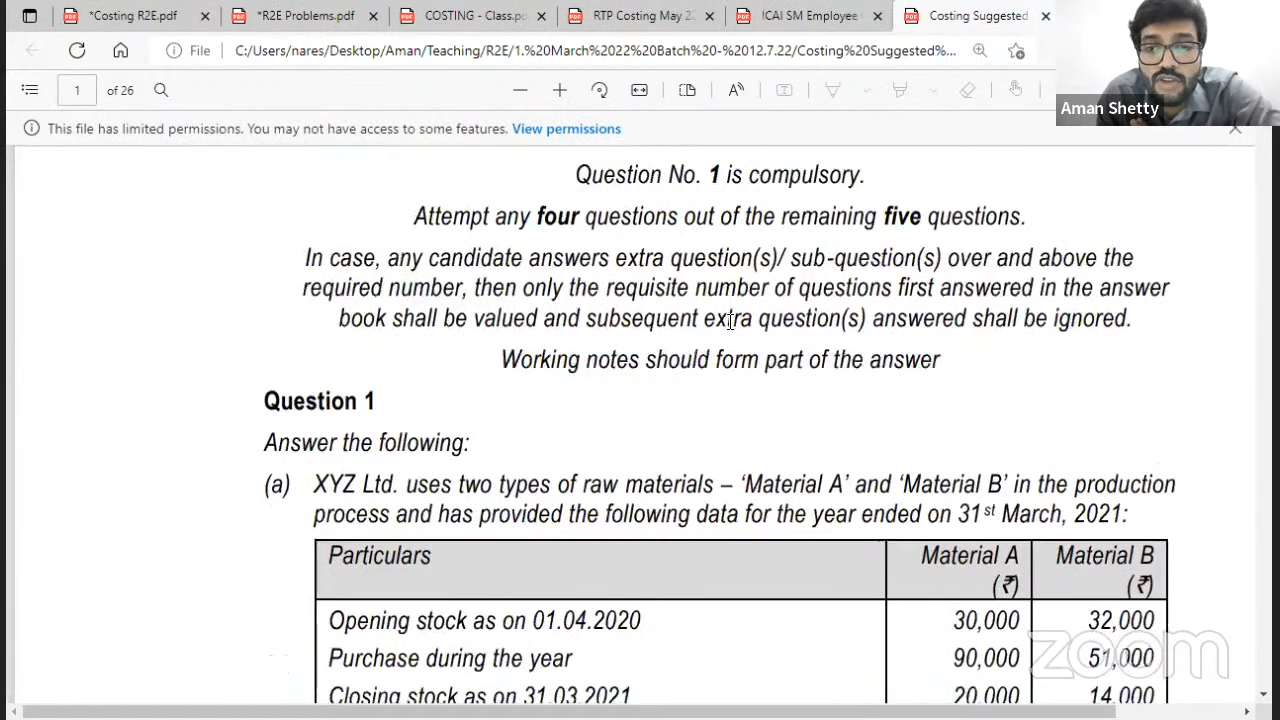 *Costing R2E.pdf
*R2E Problems.pdf
COSTING - Class.pd
RTP Costing May 2
ICAI SM Employee
Costing Suggested
File
C:/Users/nares/Desktop/Aman/Teaching/R2E/1.%20March%2022%20Batch%20-%2012.7.22/Costing%20Suggested%...
1
of 26
Aman Shetty
This file has limited permissions. You may not have access to some features. View permissions
Question No. 1 is compulsory.
Attempt any four questions out of the remaining five questions.
In case, any candidate answers extra question(s)/ sub-question(s) over and above the
required number, then only the requisite number of questions first answered in the answer
book shall be valued and subsequent extra question(s) answered shall be ignored.
Working notes should form part of the answer
Question 1
Answer the following:
(a) XYZ Ltd. uses two types of raw materials – ‘Material A’ and ‘Material B’ in the production
process and has provided the following data for the year ended on 31st March, 2021:
Particulars Material A Material B
(₹) (₹)
Opening stock as on 01.04.2020 30,000 32,000
Purchase during the year 90,000 51,000
Closing stock as on 31.03.2021 20,000 14,000
zoom